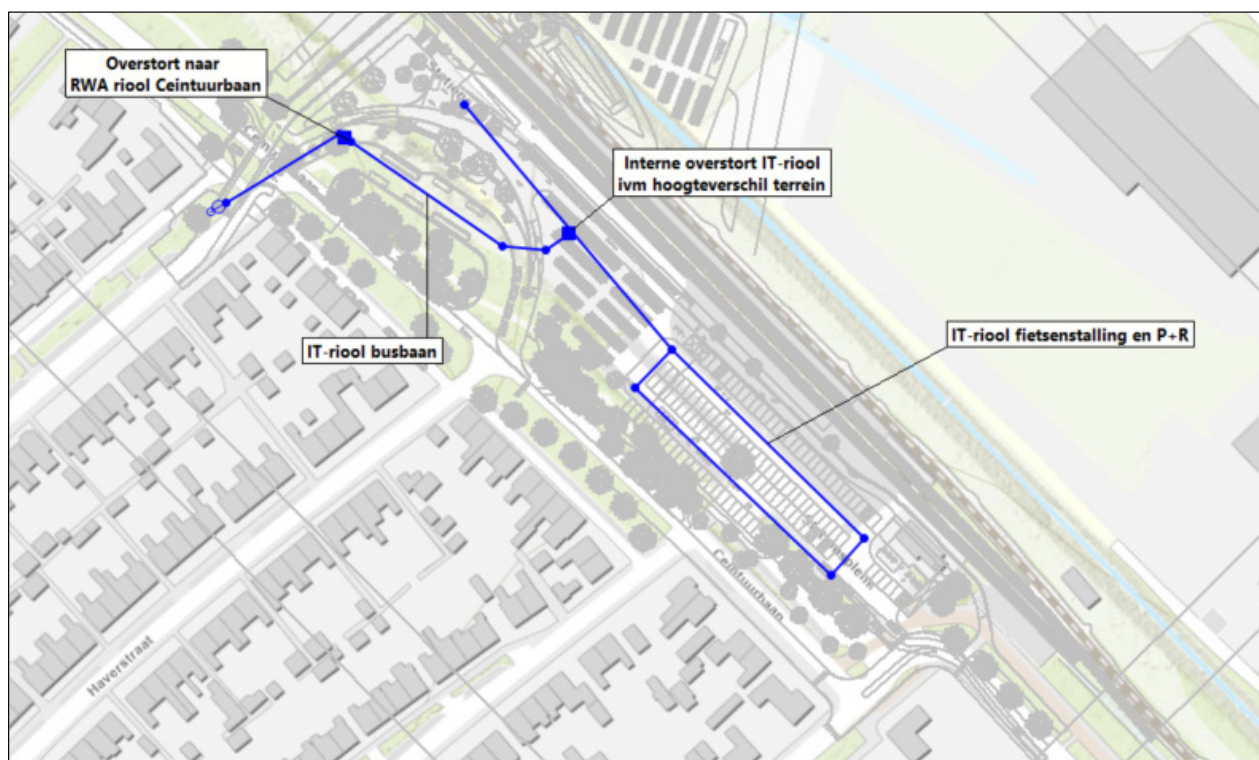 Overstort naar
RWA riool Ceintuurbaan
Interne overstort IT-riool
ivm hoogteverschil terrein
IT-riool busbaan
IT-riool fietsenstalling en P+R
Ceintuurbaan
Haverstraat